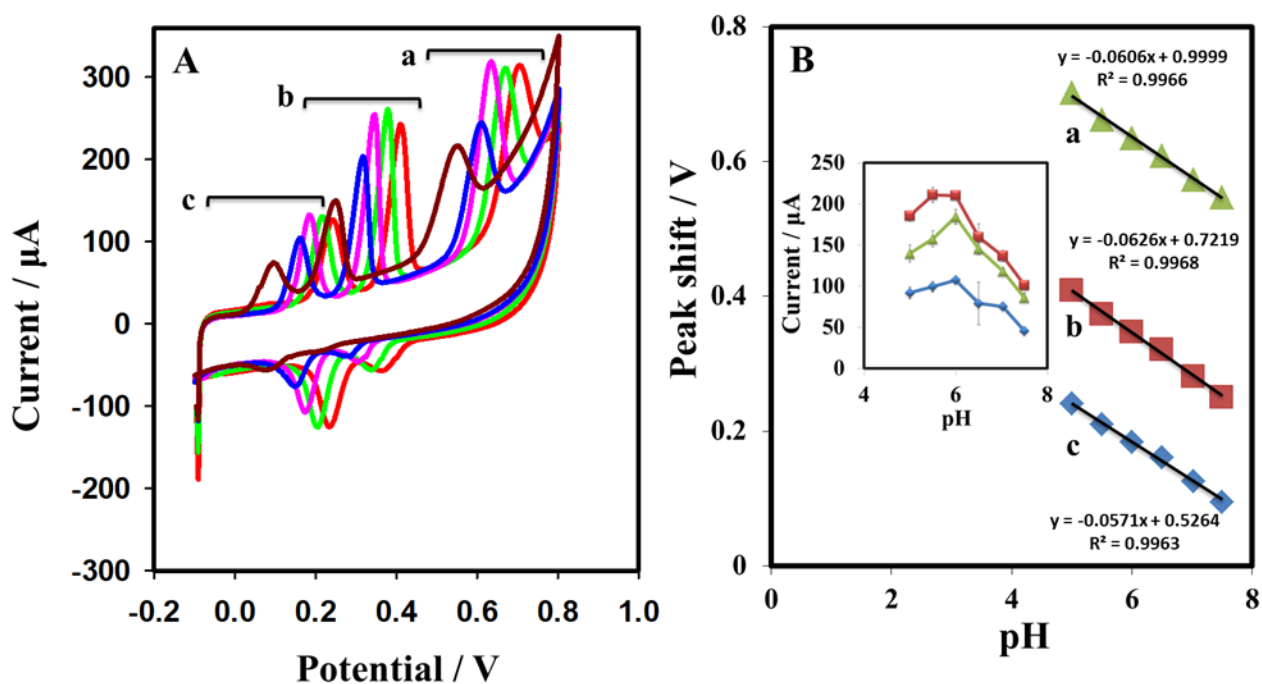 A
a
b
c
300
200
100
0
-100
-200
-300
Current / µA
-0.2 0.0 0.2 0.4 0.6 0.8 1.0
Potential / V
B
0.8
0.6
0.4
0.2
0
Peak shift / V
y = -0.0606x + 0.9999
R² = 0.9966
a
y = -0.0626x + 0.7219
R² = 0.9968
b
c
y = -0.0571x + 0.5264
R² = 0.9963
250
200
150
100
50
0
Current / µA
4 6 8
pH
0 2 4 6 8
pH